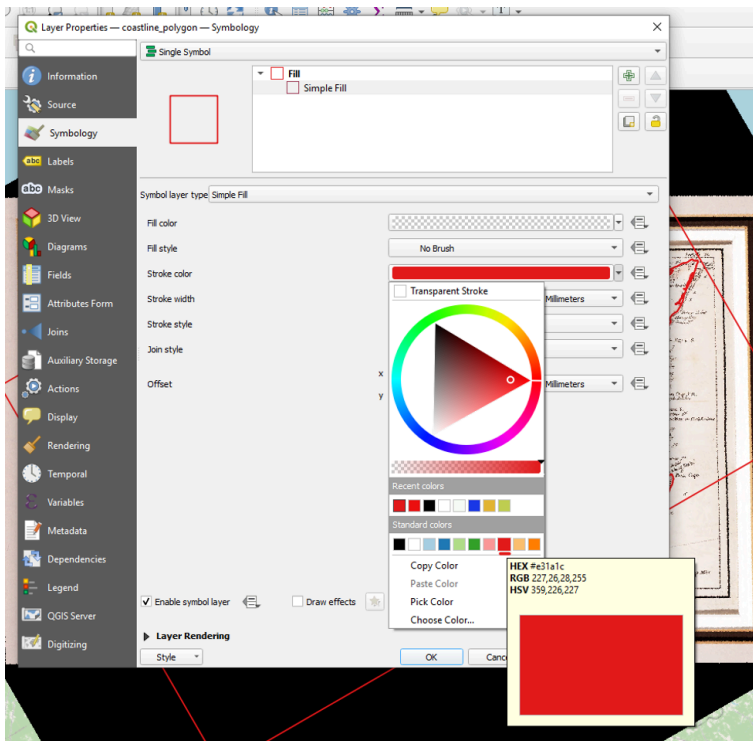 Layer Properties — coastline_polygon — Symbology
Information
Source
Symbology
Labels
Masks
3D View
Diagrams
Fields
Attributes Form
Joins
Auxiliary Storage
Actions
Display
Rendering
Temporal
Variables
Metadata
Dependencies
Legend
QGIS Server
Digitizing
Single Symbol
Fill
Simple Fill
Symbol layer type Simple Fill
Fill color
Fill style No Brush
Stroke color
Stroke width Millimeters
Stroke style
Join style
Offset x Millimeters
y
Transparent Stroke
Recent colors
Standard colors
Copy Color
Paste Color
Pick Color
Choose Color...
HEX #e31a1c
RGB 227,26,28,255
HSV 359,226,227
Enable symbol layer Draw effects
Layer Rendering
Style OK Cance